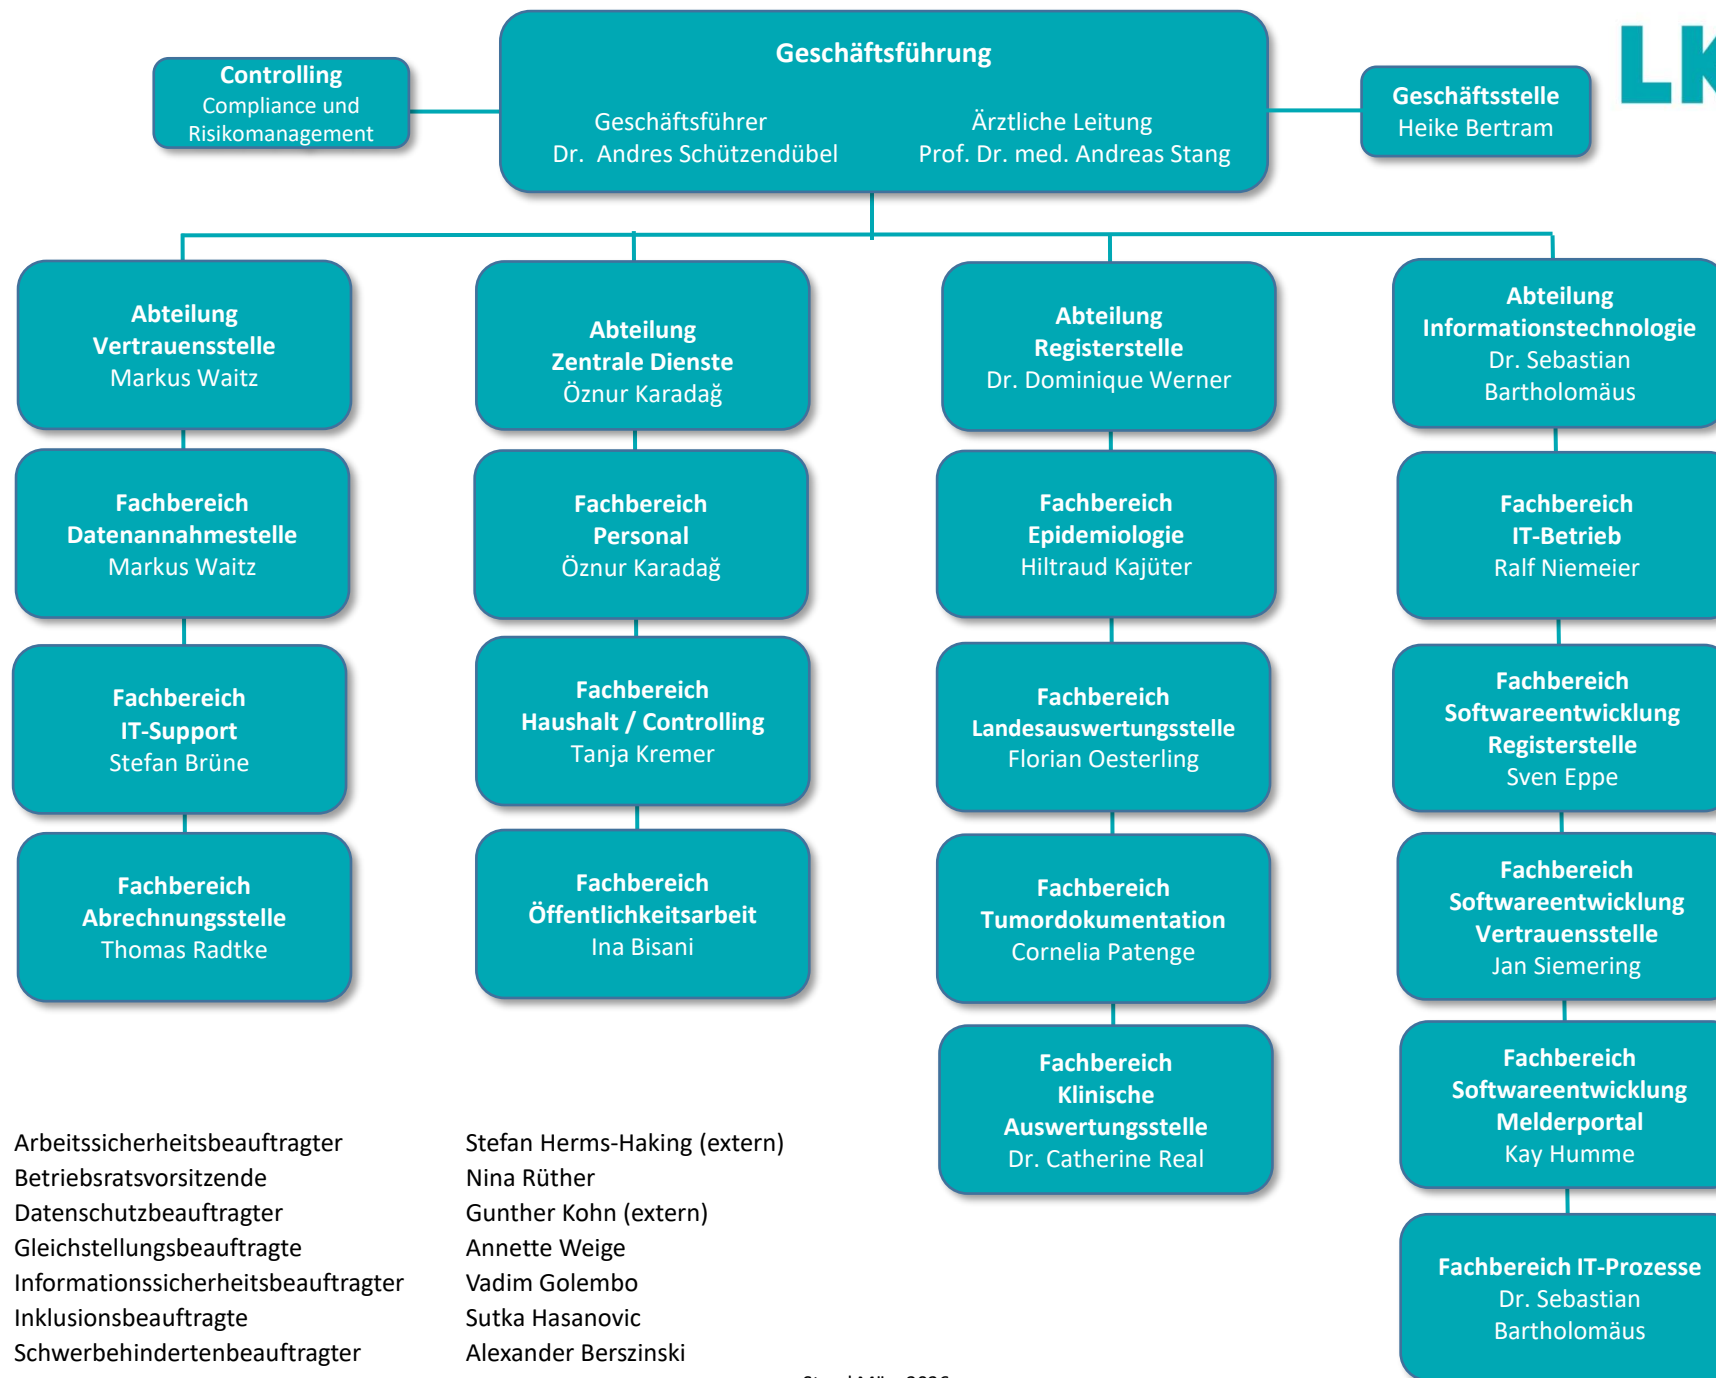 Geschäftsführung
Geschäftsführer
Dr. Andres Schützendübel
Ärztliche Leitung
Prof. Dr. med. Andreas Stang
Controlling
Compliance und
Risikomanagement
Geschäftsstelle
Heike Bertram
LK
Abteilung
Vertrauensstelle
Markus Waitz
Fachbereich
Datenannahmestelle
Markus Waitz
Fachbereich
IT-Support
Stefan Brüne
Fachbereich
Abrechnungsstelle
Thomas Radtke
Abteilung
Zentrale Dienste
Öznur Karadağ
Fachbereich
Personal
Öznur Karadağ
Fachbereich
Haushalt / Controlling
Tanja Kremer
Fachbereich
Öffentlichkeitsarbeit
Ina Bisani
Abteilung
Registerstelle
Dr. Dominique Werner
Fachbereich
Epidemiologie
Hiltraud Kajüter
Fachbereich
Landesauswertungsstelle
Florian Oesterling
Fachbereich
Tumordokumentation
Cornelia Patenge
Fachbereich
Klinische
Auswertungsstelle
Dr. Catherine Real
Abteilung
Informationstechnologie
Dr. Sebastian
Bartholomäus
Fachbereich
IT-Betrieb
Ralf Niemeier
Fachbereich
Softwareentwicklung
Registerstelle
Sven Eppe
Fachbereich
Softwareentwicklung
Vertrauensstelle
Jan Siemering
Fachbereich
Softwareentwicklung
Melderportal
Kay Humme
Fachbereich IT-Prozesse
Dr. Sebastian
Bartholomäus
Arbeitssicherheitsbeauftragter Stefan Herms-Haking (extern)
Betriebsratsvorsitzende Nina Rüther
Datenschutzbeauftragter Gunther Kohn (extern)
Gleichstellungsbeauftragte Annette Weige
Informationssicherheitsbeauftragter Vadim Golembo
Inklusionsbeauftragte Sutka Hasanovic
Schwerbehindertenbeauftragter Alexander Berszinski